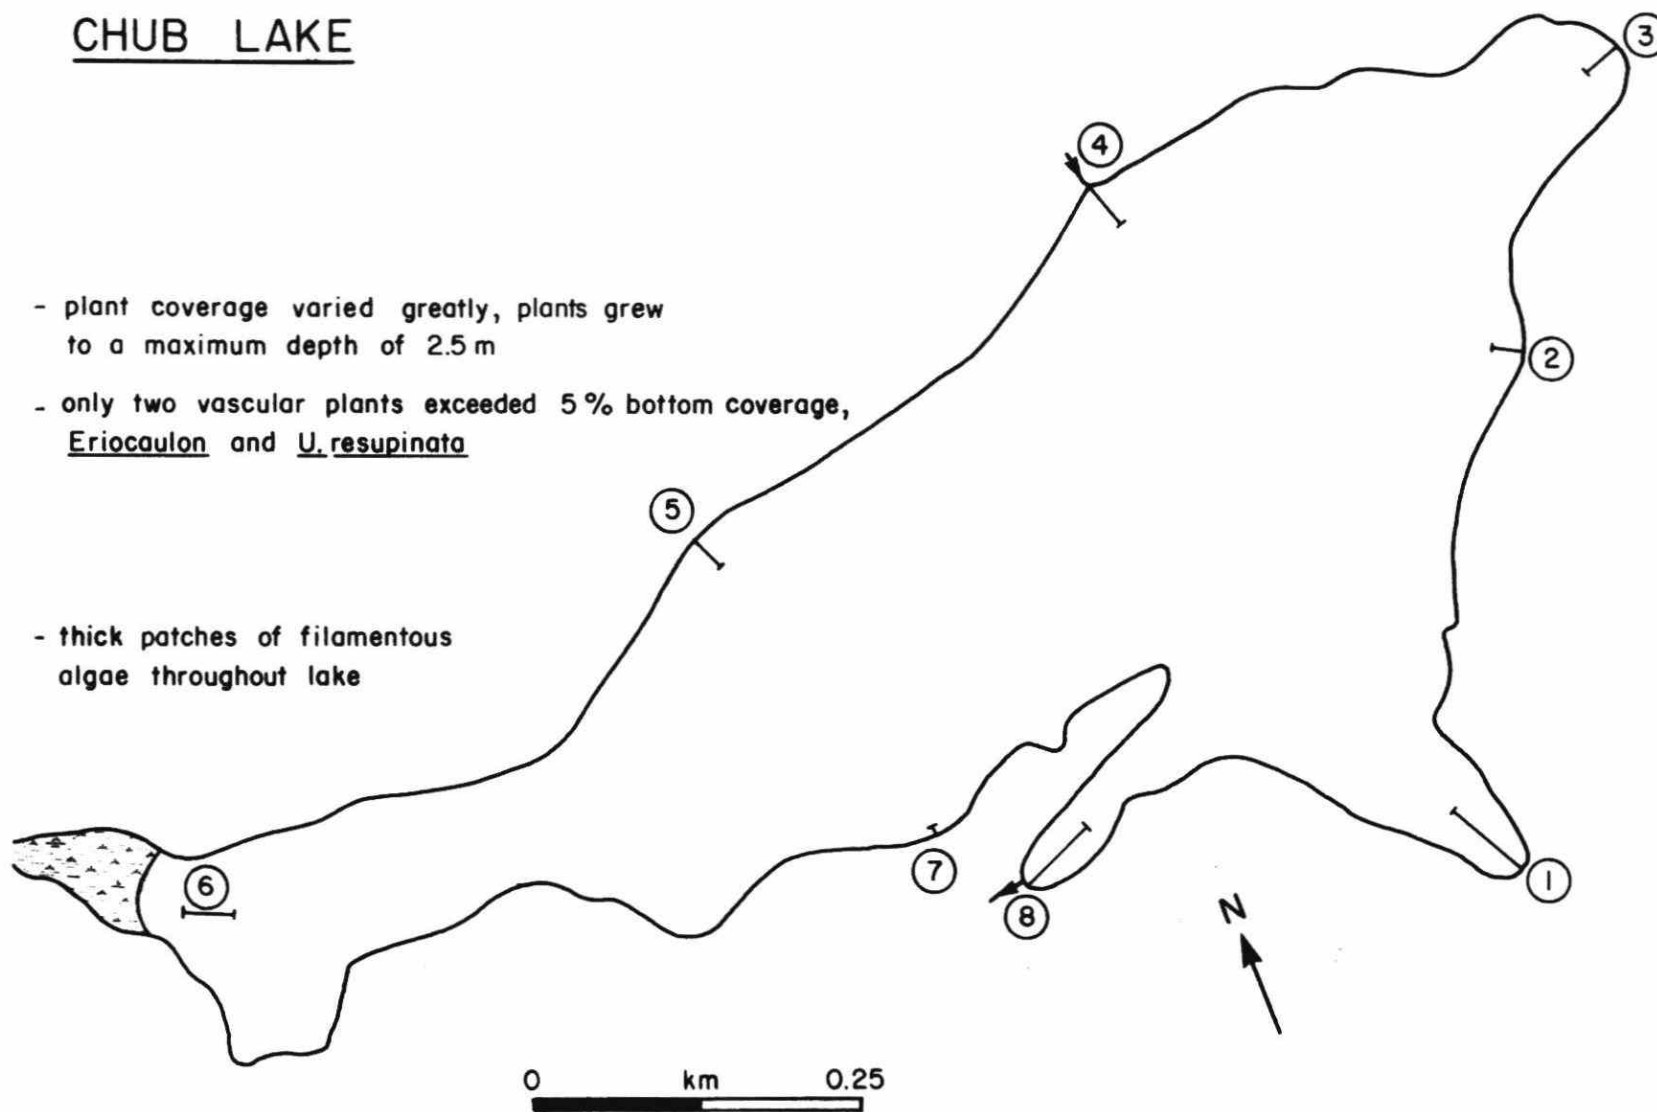 CHUB LAKE
3
4
- plant coverage varied greatly, plants grew
to a maximum depth of 2.5 m
2
- only two vascular plants exceeded 5% bottom coverage,
Eriocaulon and U. resupinata
5
- thick patches of filamentous
algae throughout lake
6
7
8
1
N
0 km 0.25